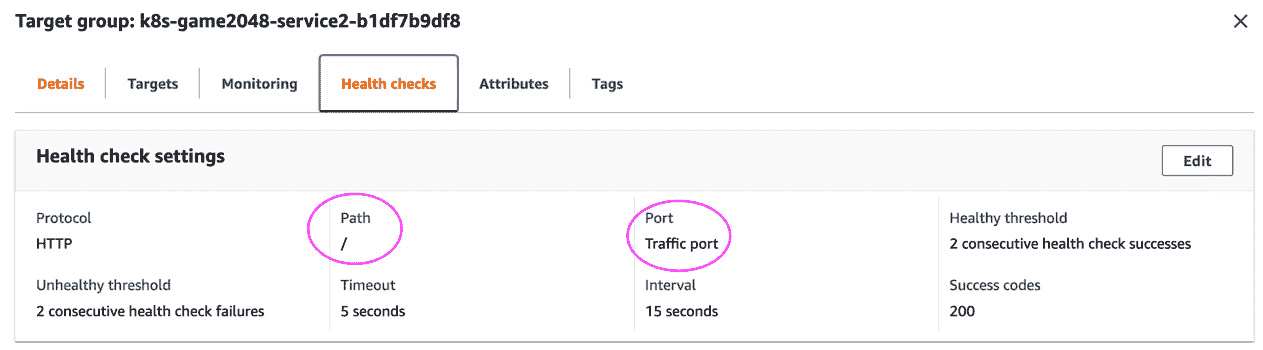 Target group: k8s-game2048-service2-b1df7b9df8
Details
Targets
Monitoring
Health checks
Attributes
Tags
Health check settings
Edit
Protocol
HTTP
Path
/
Port
Traffic port
Healthy threshold
2 consecutive health check successes
Unhealthy threshold
2 consecutive health check failures
Timeout
5 seconds
Interval
15 seconds
Success codes
200